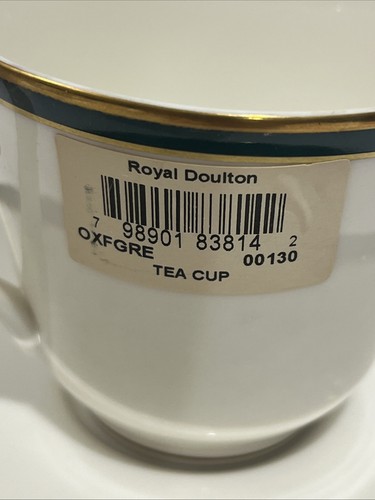 Royal Doulton
7 98901 83814 2
OXFGRE 00130
TEA CUP